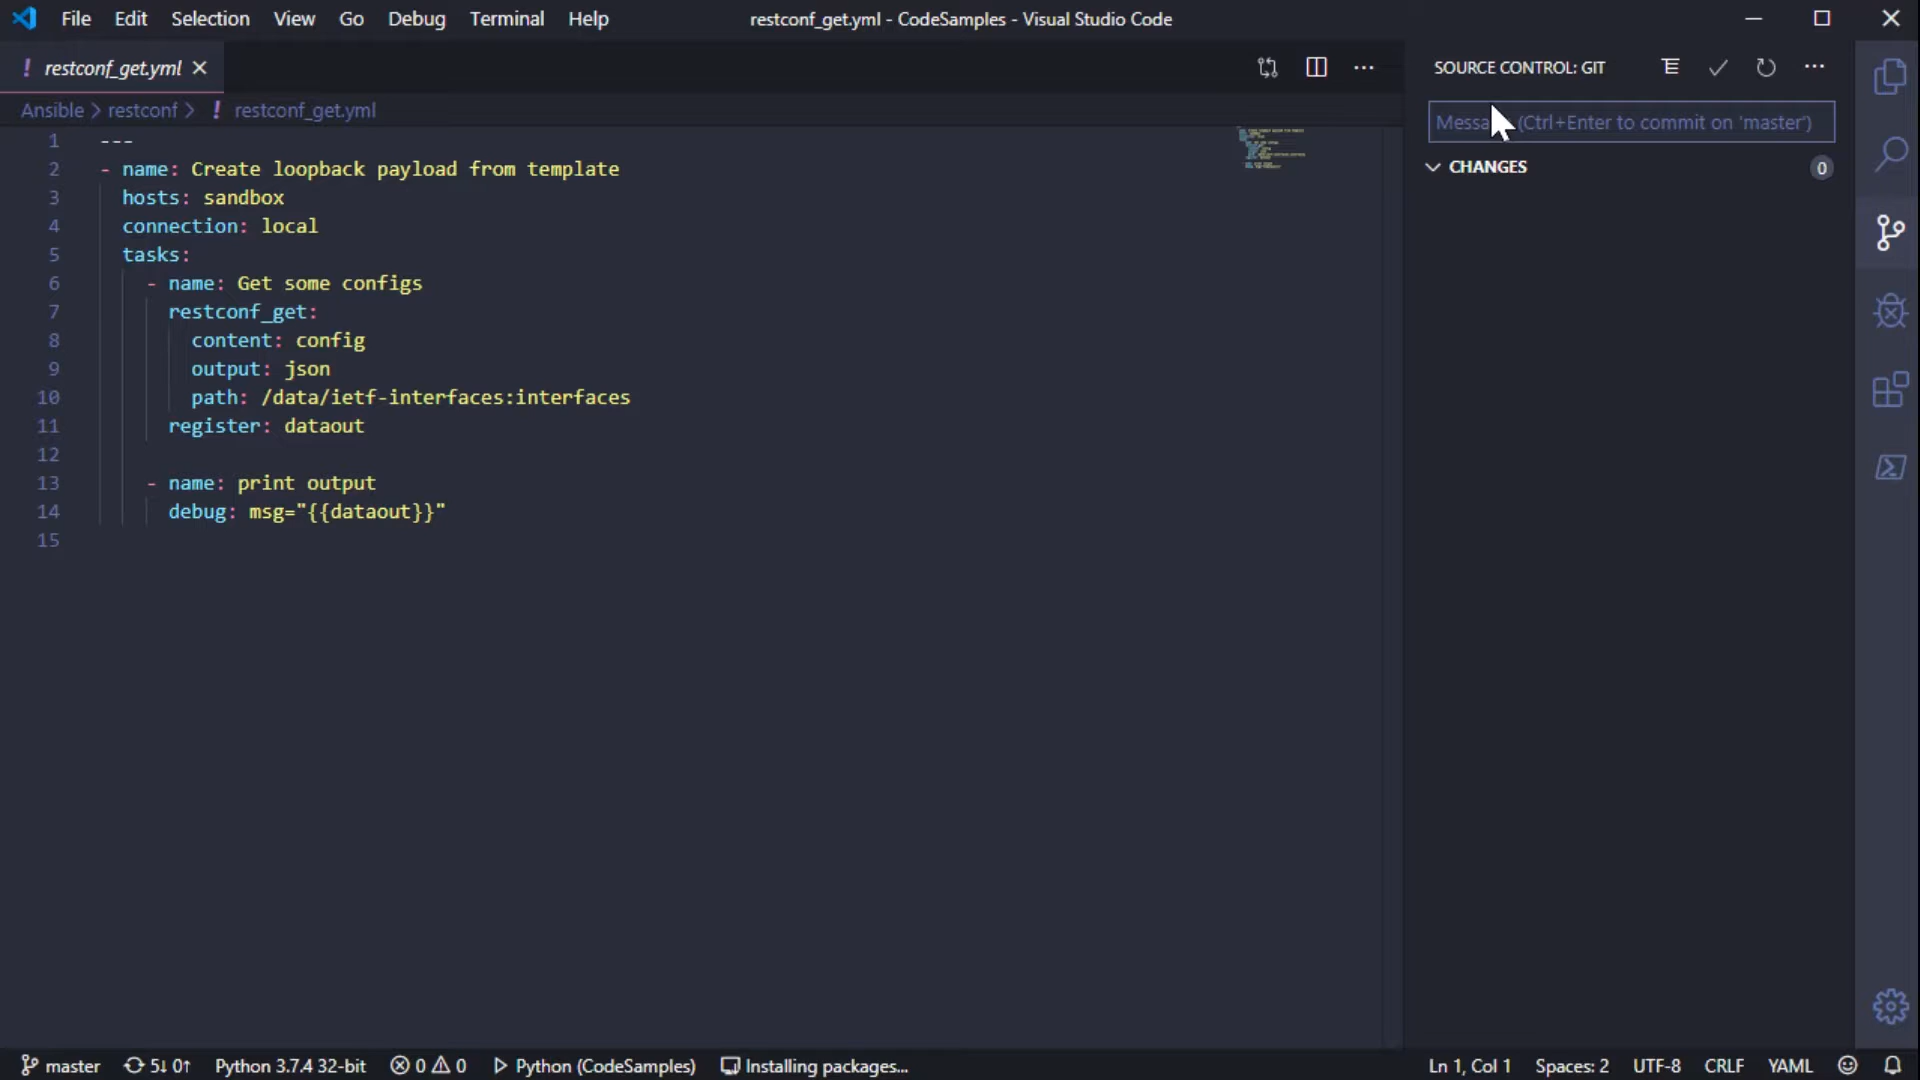 File Edit Selection View Go Debug Terminal Help
restconf_get.yml - CodeSamples - Visual Studio Code
! restconf_get.yml
SOURCE CONTROL: GIT
Ansible > restconf > ! restconf_get.yml
(Ctrl+Enter to commit on 'master')
CHANGES 0
1 ---
2 - name: Create loopback payload from template
3 hosts: sandbox
4 connection: local
5 tasks:
6 - name: Get some configs
7 restconf_get:
8 content: config
9 output: json
10 path: /data/ietf-interfaces:interfaces
11 register: dataout
12
13 - name: print output
14 debug: msg="{{dataout}}"
15
master 5↓ 0↑ Python 3.7.4 32-bit 0 0 Python (CodeSamples) Installing packages... Ln 1, Col 1 Spaces: 2 UTF-8 CRLF YAML